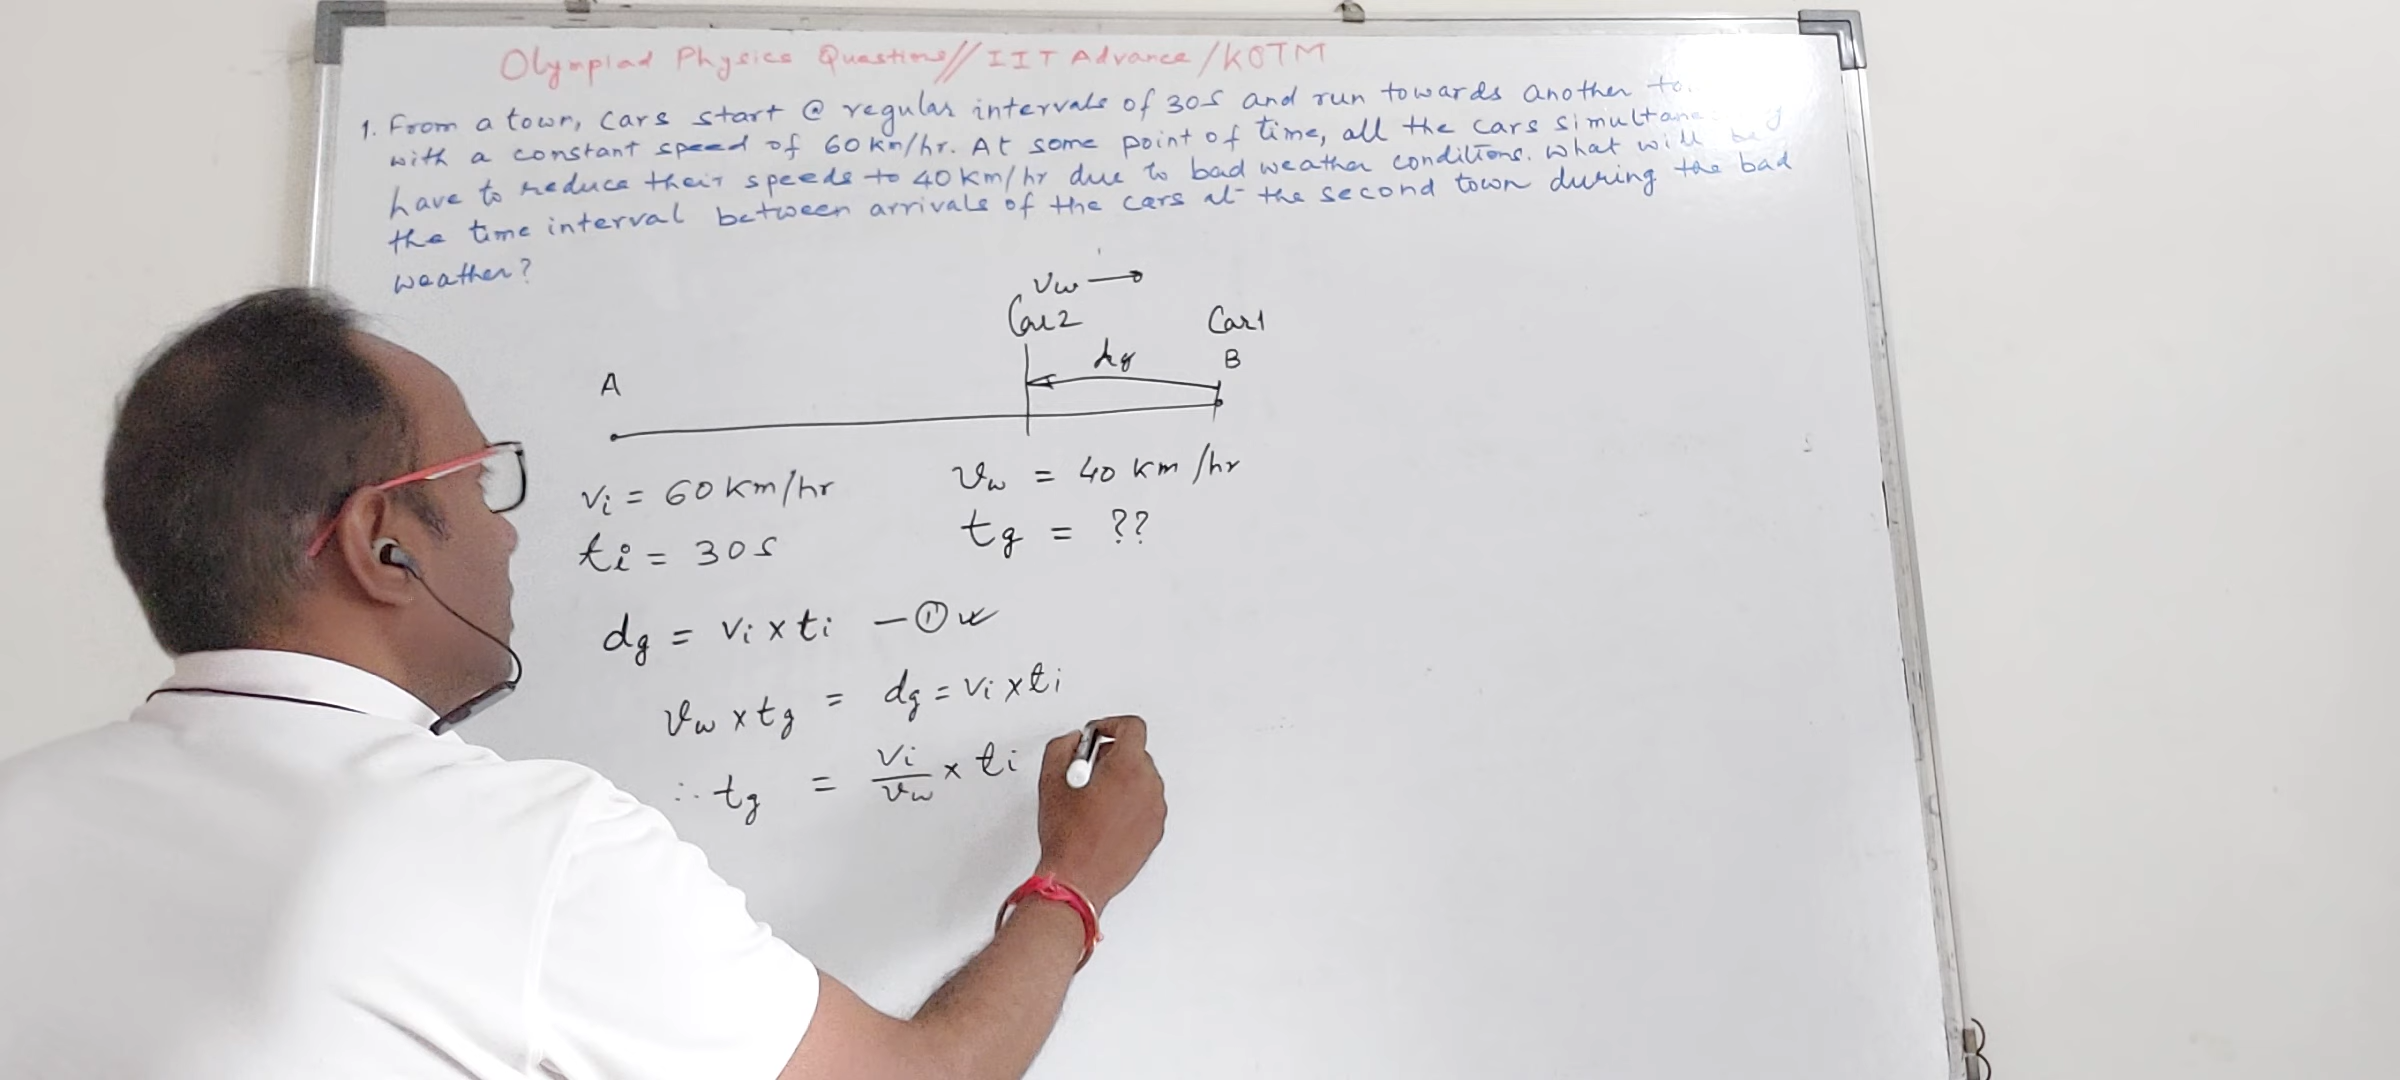 Olympiad Physics Questions//IIT Advance/KOTM
1. From a town, cars start @ regular intervals of 30s and run towards another
with a constant speed of 60 km/hr. At some point of time, all the cars
have to reduce their speeds to 40 km/hr due to bad weather conditions. What will be
the time interval between arrivals of the cars at the second town during the bad
weather?
Vw
Car2 Car1
B
A
Vi = 60 km/hr Vw = 40 km/hr
ti = 30s tg = ??
dg = Vi x ti - 1
Vw x tg = dg = Vi x ti
∴ tg = Vi/Vw x ti